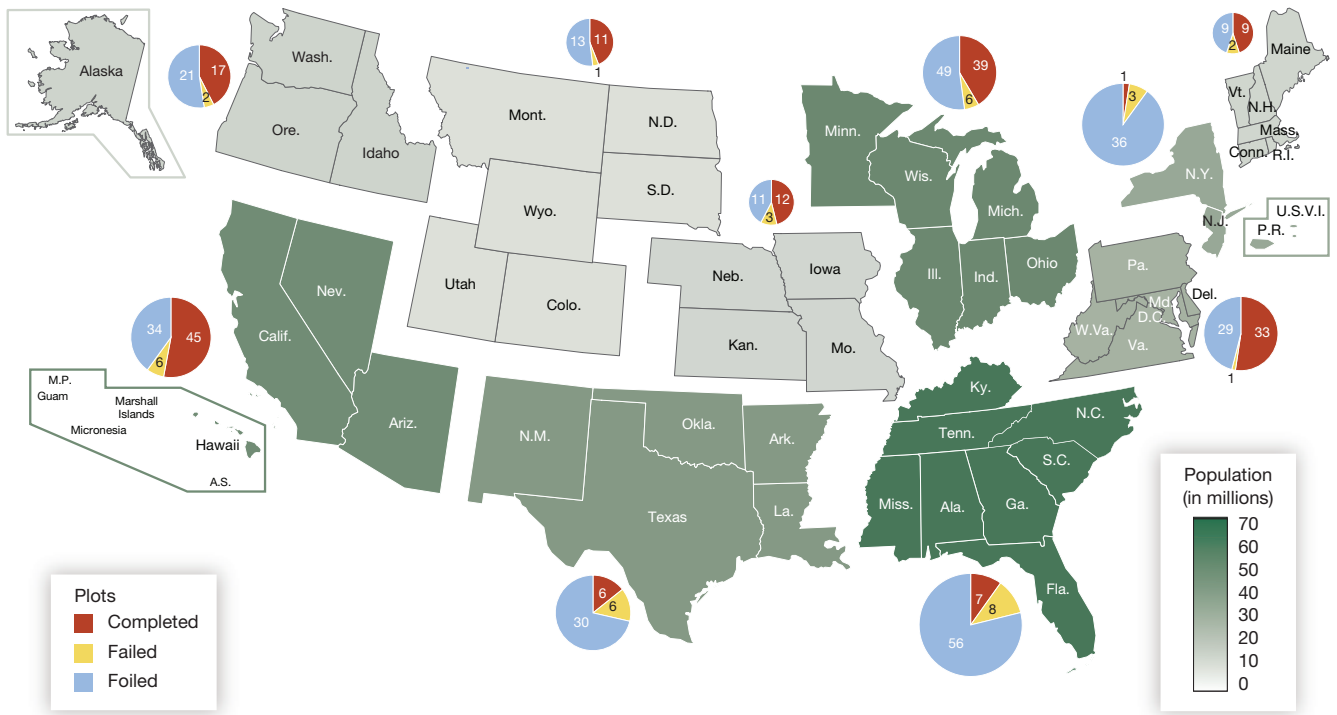 Alaska
21
17
2
Wash.
Ore.
Idaho
13
11
1
Mont.
N.D.
S.D.
Wyo.
Utah
Colo.
11
12
3
Neb.
Iowa
Kan.
Mo.
49
39
6
Minn.
Wis.
Mich.
Ill.
Ind.
Ohio
9
9
2
Maine
Vt.
N.H.
Mass.
Conn.
R.I.
1
3
36
N.Y.
N.J.
U.S.V.I.
P.R.
Pa.
Md.
Del.
D.C.
W.Va.
Va.
29
33
1
34
45
6
Nev.
Calif.
Ariz.
M.P.
Guam
Marshall
Islands
Micronesia
Hawaii
A.S.
N.M.
Okla.
Ark.
Texas
La.
6
6
30
Ky.
Tenn.
N.C.
S.C.
Miss.
Ala.
Ga.
Fla.
7
8
56
Plots
Completed
Failed
Foiled
Population
(in millions)
70
60
50
40
30
20
10
0